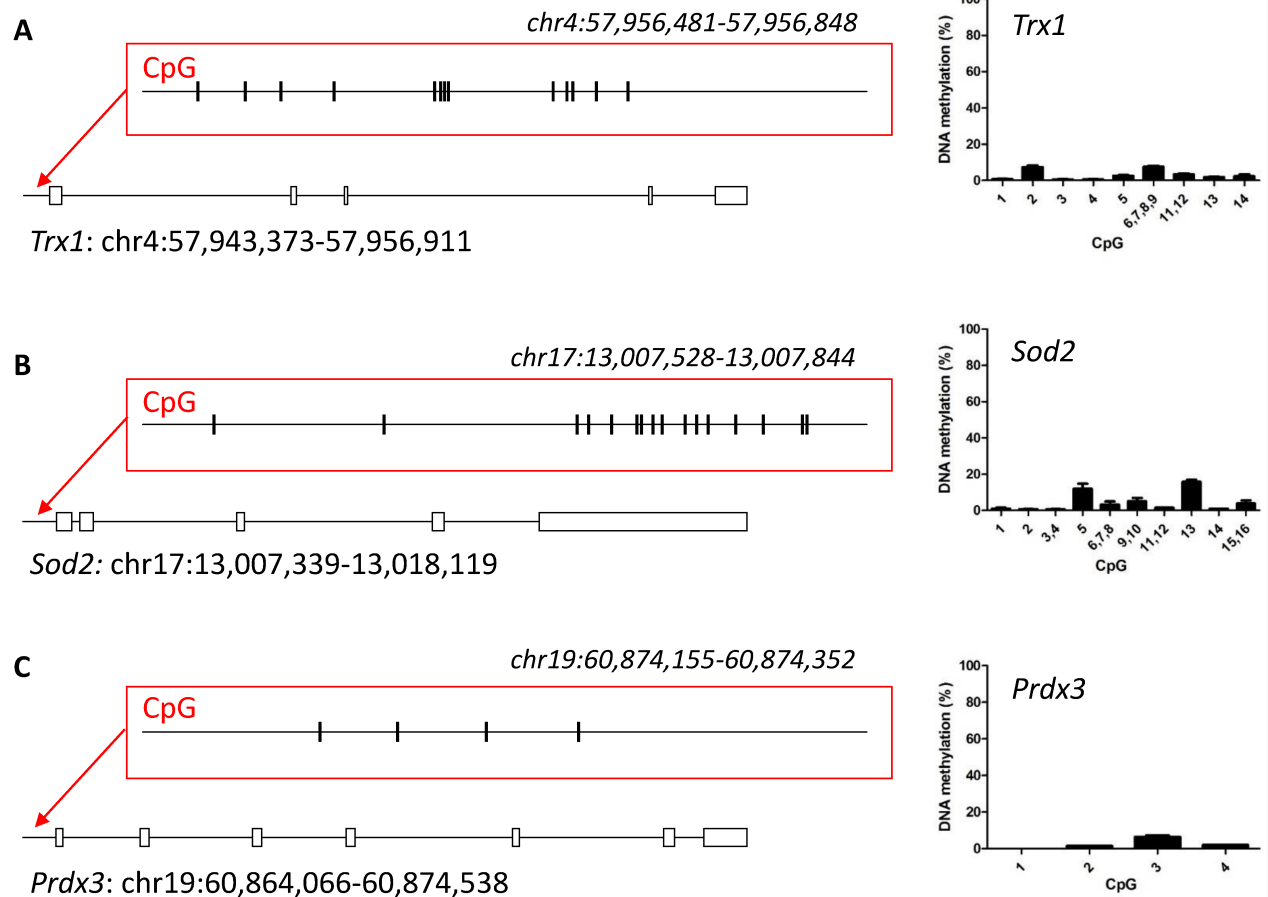 A
chr4:57,956,481-57,956,848
CpG
Trx1: chr4:57,943,373-57,956,911
100
80
60
40
20
0
DNA methylation (%)
Trx1
1 2 3 4 5 6,7,8,9 11,12 13 14
CpG
B
chr17:13,007,528-13,007,844
CpG
Sod2: chr17:13,007,339-13,018,119
100
80
60
40
20
0
DNA methylation (%)
Sod2
1 2 3,4 5 6,7,8 9,10 11,12 13 14 15,16
CpG
C
chr19:60,874,155-60,874,352
CpG
Prdx3: chr19:60,864,066-60,874,538
100
80
60
40
20
0
DNA methylation (%)
Prdx3
1 2 3 4
CpG